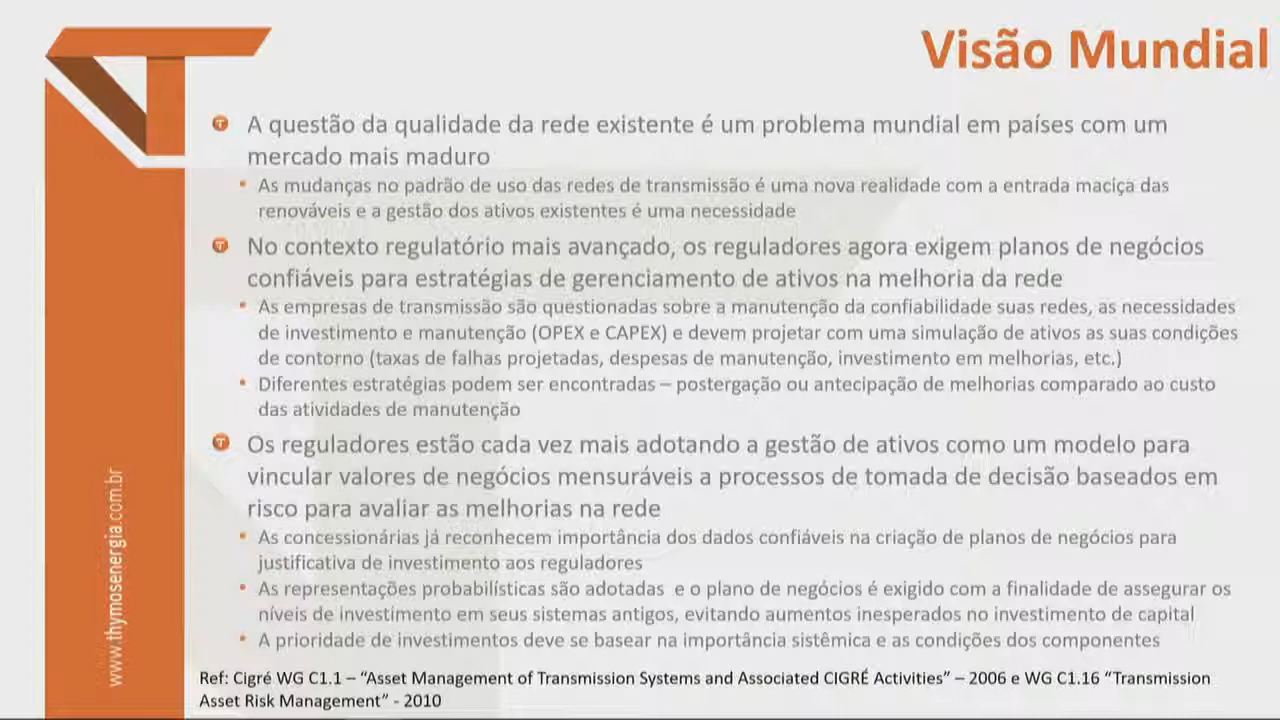 Visão Mundial
A questão da qualidade da rede existente é um problema mundial em países com um
mercado mais maduro
As mudanças no padrão de uso das redes de transmissão é uma nova realidade com a entrada maciça das
renováveis e a gestão dos ativos existentes é uma necessidade
No contexto regulatório mais avançado, os reguladores agora exigem planos de negócios
confiáveis para estratégias de gerenciamento de ativos na melhoria da rede
As empresas de transmissão são questionadas sobre a manutenção da confiabilidade suas redes, as necessidades
de investimento e manutenção (OPEX e CAPEX) e devem projetar com uma simulação de ativos as suas condições
de contorno (taxas de falhas projetadas, despesas de manutenção, investimento em melhorias, etc.)
Diferentes estratégias podem ser encontradas – postergação ou antecipação de melhorias comparado ao custo
das atividades de manutenção
Os reguladores estão cada vez mais adotando a gestão de ativos como um modelo para
vincular valores de negócios mensuráveis a processos de tomada de decisão baseados em
risco para avaliar as melhorias na rede
As concessionárias já reconhecem importância dos dados confiáveis na criação de planos de negócios para
justificativa de investimento aos reguladores
As representações probabilísticas são adotadas e o plano de negócios é exigido com a finalidade de assegurar os
níveis de investimento em seus sistemas antigos, evitando aumentos inesperados no investimento de capital
A prioridade de investimentos deve se basear na importância sistêmica e as condições dos componentes
Ref: Cigré WG C1.1 – “Asset Management of Transmission Systems and Associated CIGRÉ Activities” – 2006 e WG C1.16 “Transmission
Asset Risk Management” - 2010
www.thymosenergia.com.br